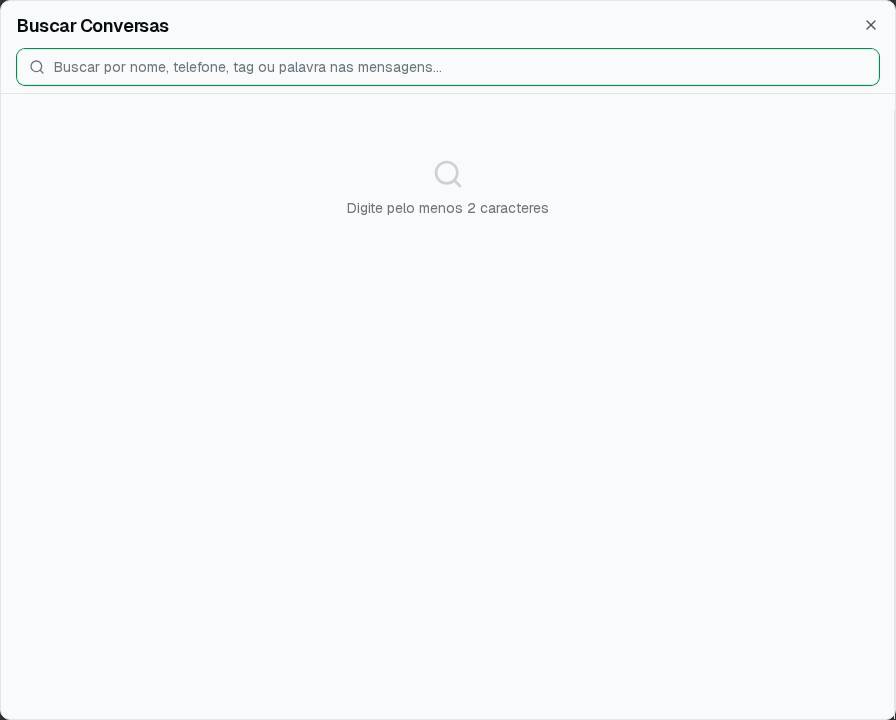 Buscar Conversas
Buscar por nome, telefone, tag ou palavra nas mensagens...
Digite pelo menos 2 caracteres